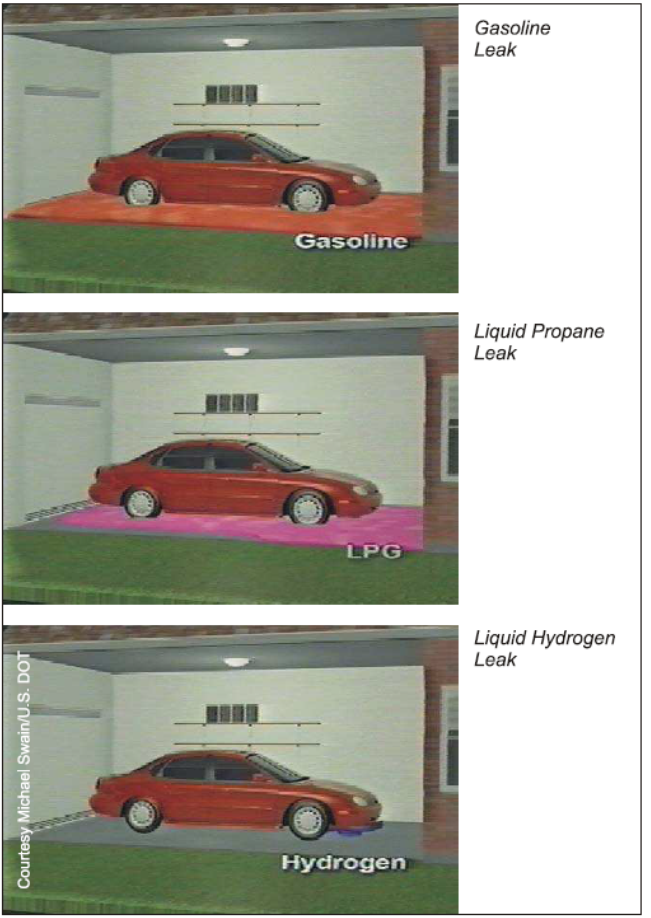 Gasoline
Leak
Gasoline
Liquid Propane
Leak
LPG
Liquid Hydrogen
Leak
Hydrogen
Courtesy Michael Swain/U.S. DOT